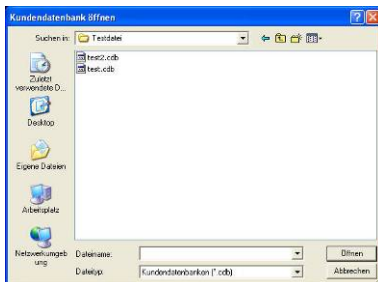 Kundendatenbank öffnen
Suchen in:
Testdatei
test2.cdb
test.cdb
Zuletzt
verwendete D...
Desktop
Eigene Dateien
Arbeitsplatz
Netzwerkumgeb
ung
Dateiname:
Öffnen
Dateityp:
Kundendatenbanken (*.cdb)
Abbrechen